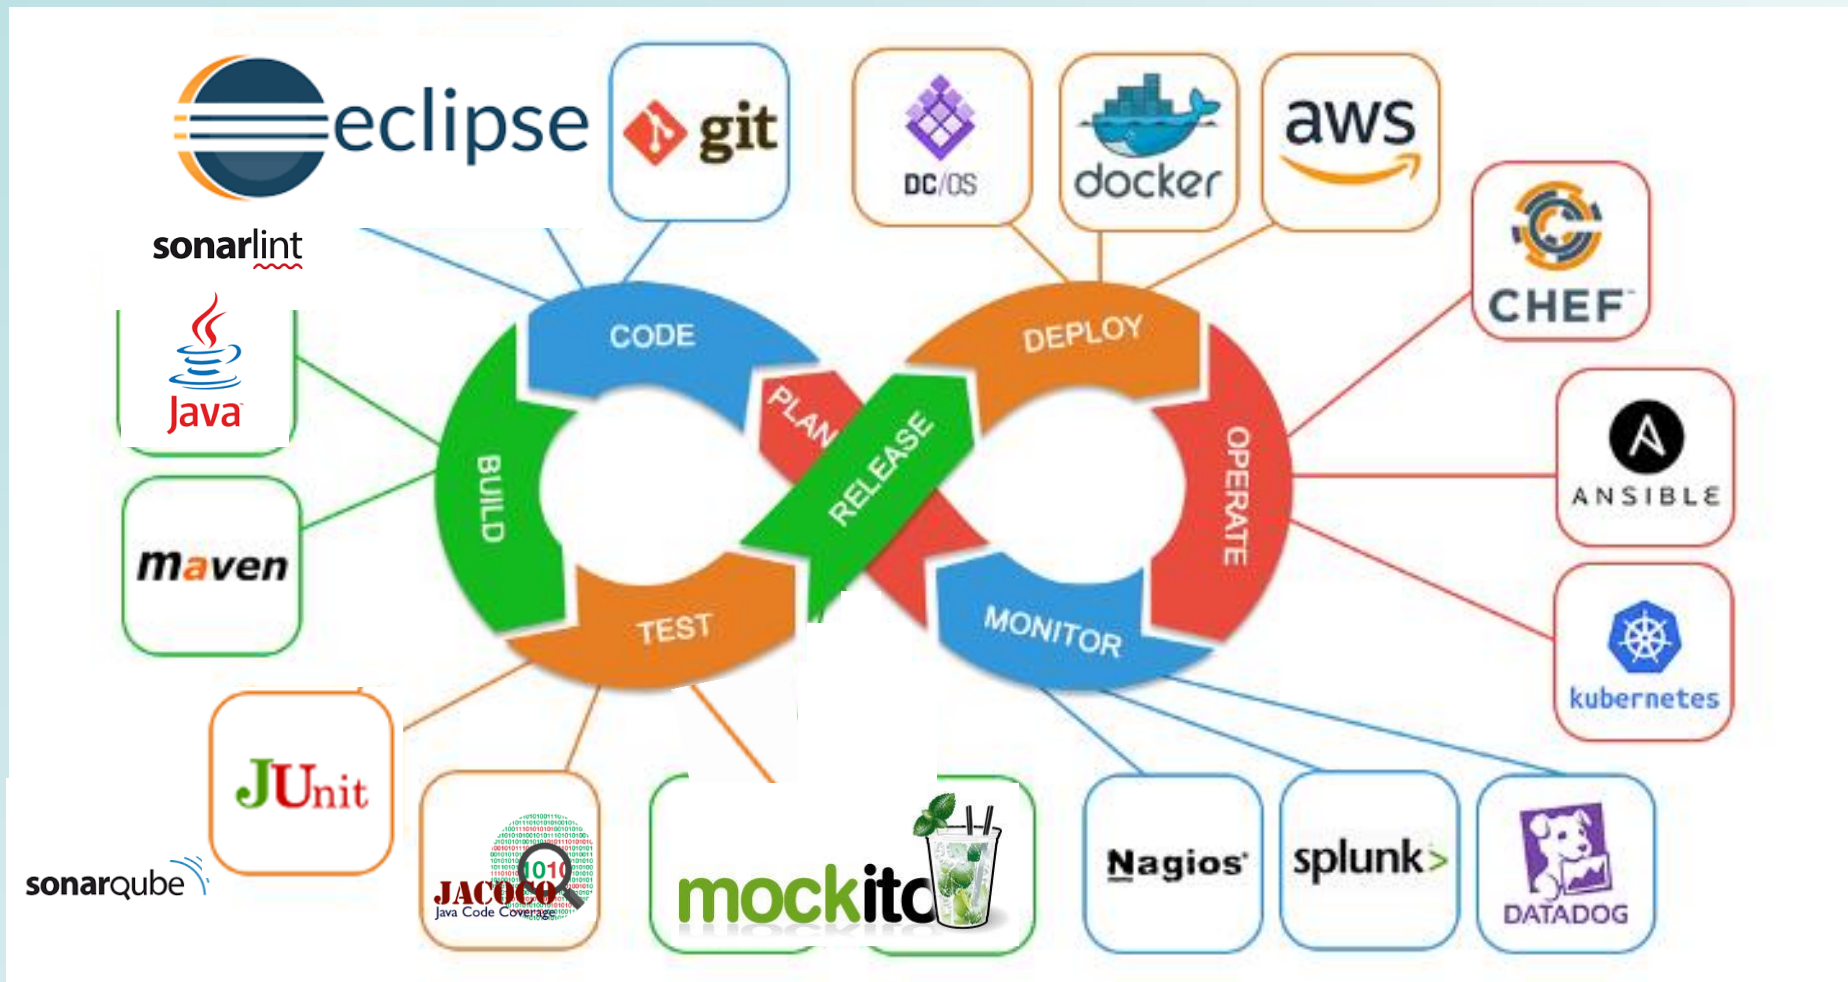 eclipse
git
DC/OS
docker
aws
CHEF
sonarlint
Java
maven
CODE
PLAN
BUILD
TEST
RELEASE
DEPLOY
OPERATE
MONITOR
ANSIBLE
kubernetes
JUnit
sonarqube
1010
JACOCO
Java Code Coverage
mockito
Nagios
splunk>
DATADOG